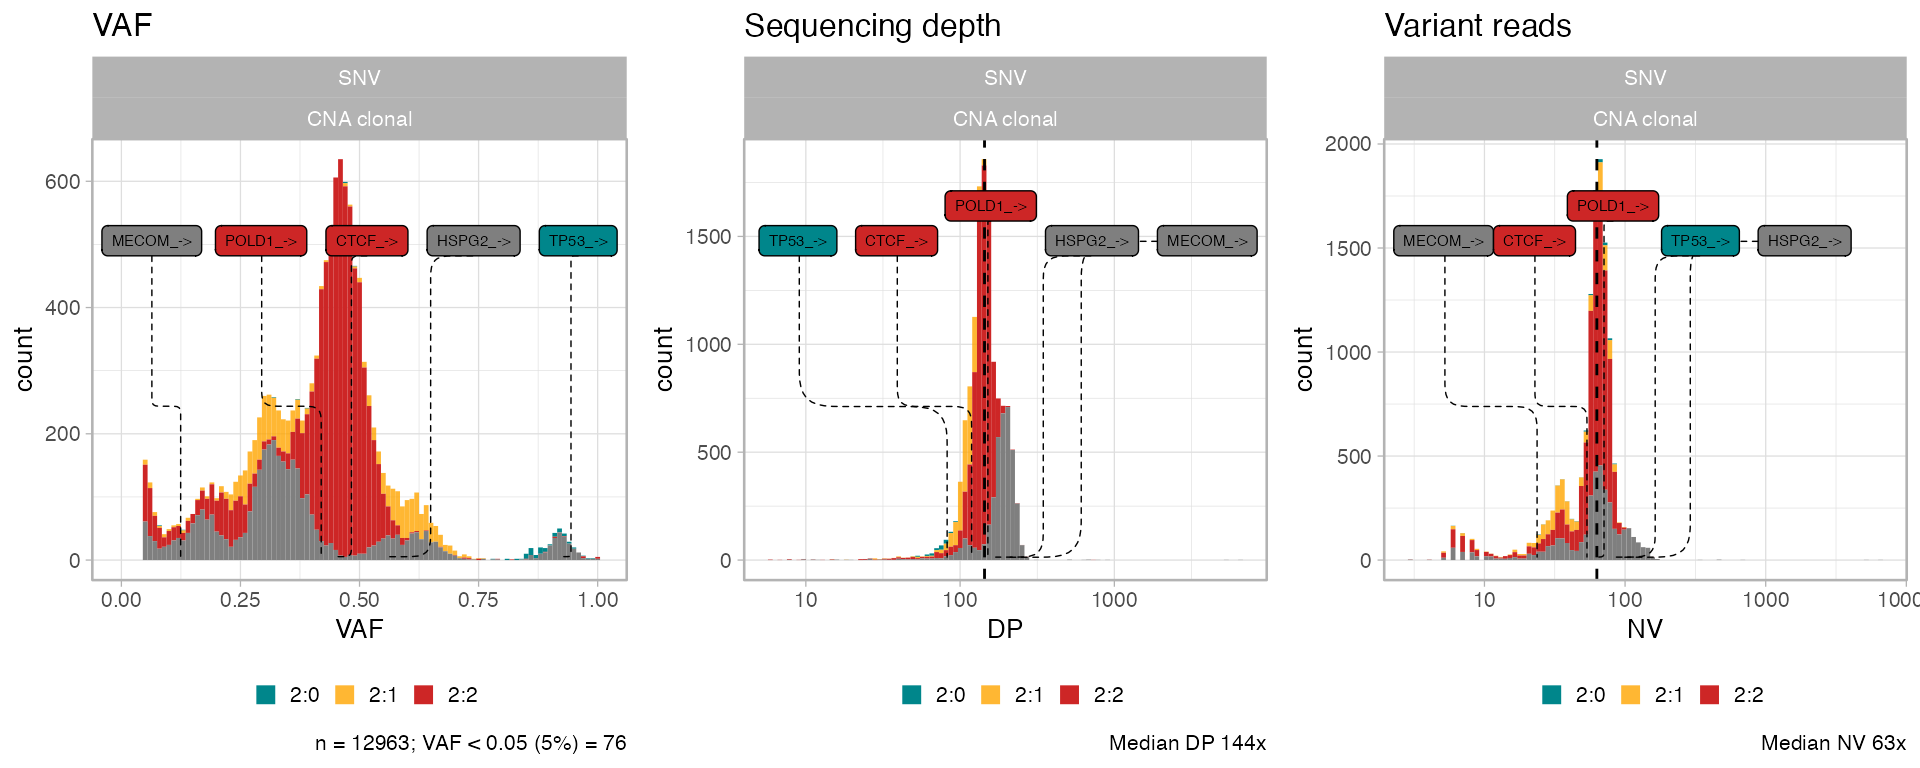 VAF
SNV
CNA clonal
600
400
200
0
count
MECOM_->
POLD1_->
CTCF_->
HSPG2_->
TP53_->
0.00 0.25 0.50 0.75 1.00
VAF
2:0 2:1 2:2
n = 12963; VAF < 0.05 (5%) = 76
Sequencing depth
SNV
CNA clonal
1500
1000
500
0
count
POLD1_->
TP53_->
CTCF_->
HSPG2_->
MECOM_->
10 100 1000
DP
2:0 2:1 2:2
Median DP 144x
Variant reads
SNV
CNA clonal
2000
1500
1000
500
0
count
POLD1_->
MECOM_->
CTCF_->
TP53_->
HSPG2_->
10 100 1000 1000
NV
2:0 2:1 2:2
Median NV 63x